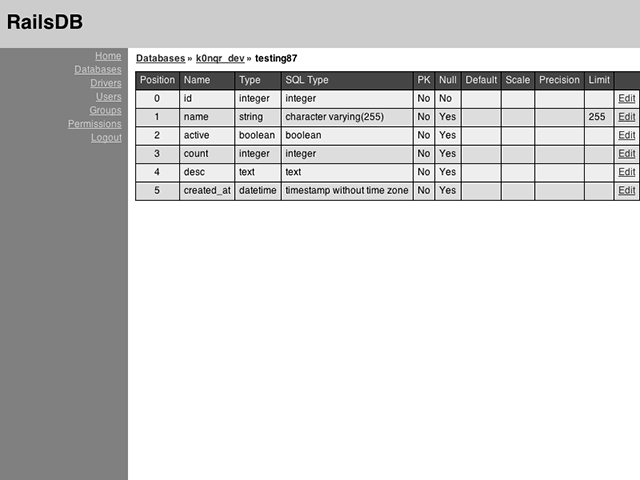 RailsDB
Home
Databases
Drivers
Users
Groups
Permissions
Logout
Databases » k0nqr_dev » testing87
Position Name Type SQL Type PK Null Default Scale Precision Limit
0 id integer integer No No Edit
1 name string character varying(255) No Yes 255 Edit
2 active boolean boolean No Yes Edit
3 count integer integer No Yes Edit
4 desc text text No Yes Edit
5 created_at datetime timestamp without time zone No Yes Edit